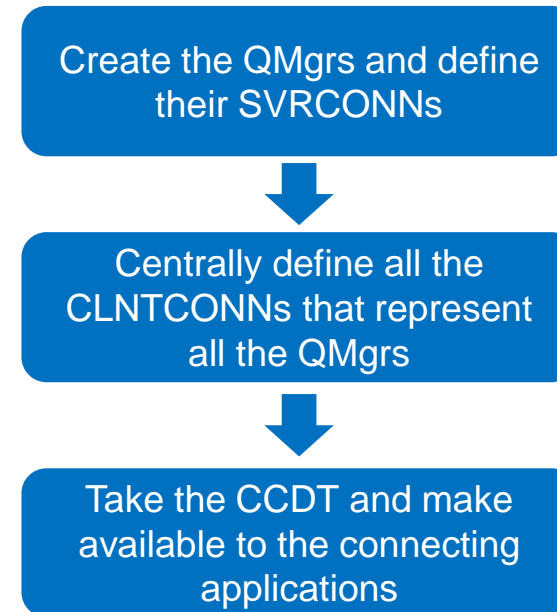 Create the QMgrs and define
their SVRCONNs
Centrally define all the
CLNTCONNs that represent
all the QMgrs
Take the CCDT and make
available to the connecting
applications